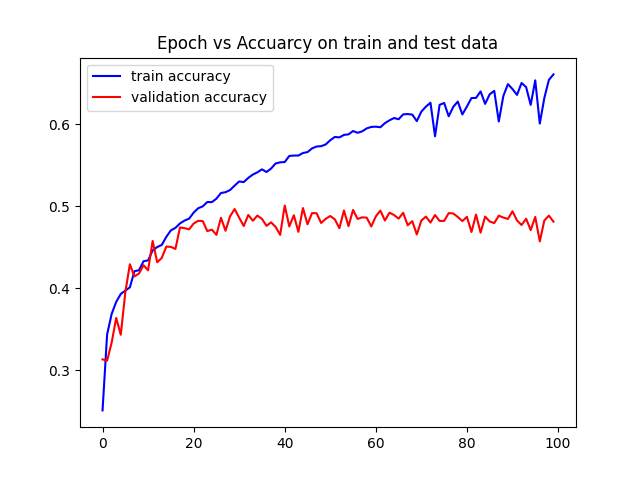 Epoch vs Accuarcy on train and test data
train accuracy
validation accuracy
0.6
0.5
0.4
0.3
0 20 40 60 80 100